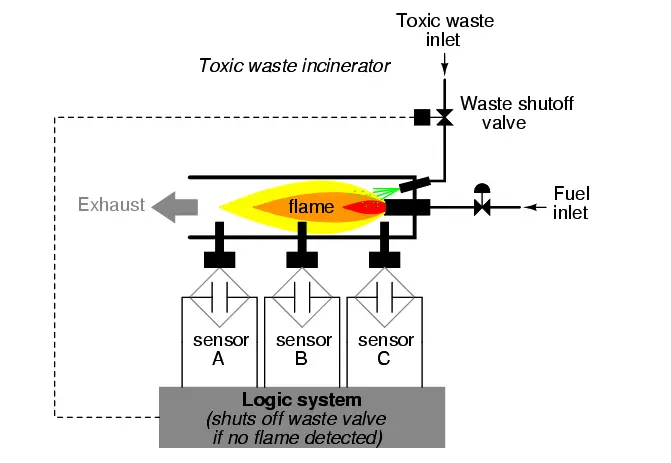 Toxic waste
inlet
Toxic waste incinerator
Waste shutoff
valve
Exhaust
flame
Fuel
inlet
sensor
A
sensor
B
sensor
C
Logic system
(shuts off waste valve
if no flame detected)